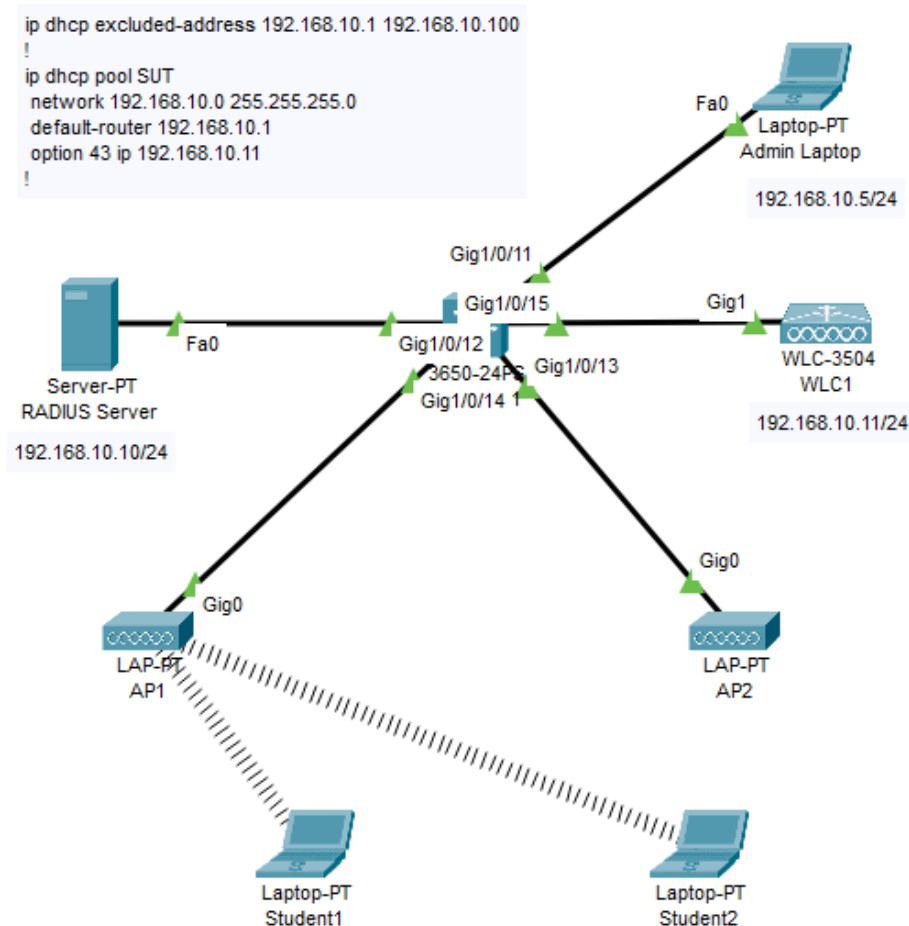 ip dhcp excluded-address 192.168.10.1 192.168.10.100
!
ip dhcp pool SUT
network 192.168.10.0 255.255.255.0
default-router 192.168.10.1
option 43 ip 192.168.10.11
!
Fa0
Laptop-PT
Admin Laptop
192.168.10.5/24
Gig1/0/11
Gig1/0/15
Gig1
Fa0
Gig1/0/12
Gig1/0/13
3650-24PS
Gig1/0/14 1
Server-PT
RADIUS Server
192.168.10.10/24
WLC-3504
WLC1
192.168.10.11/24
Gig0
LAP-PT
AP1
Gig0
LAP-PT
AP2
Laptop-PT
Student1
Laptop-PT
Student2